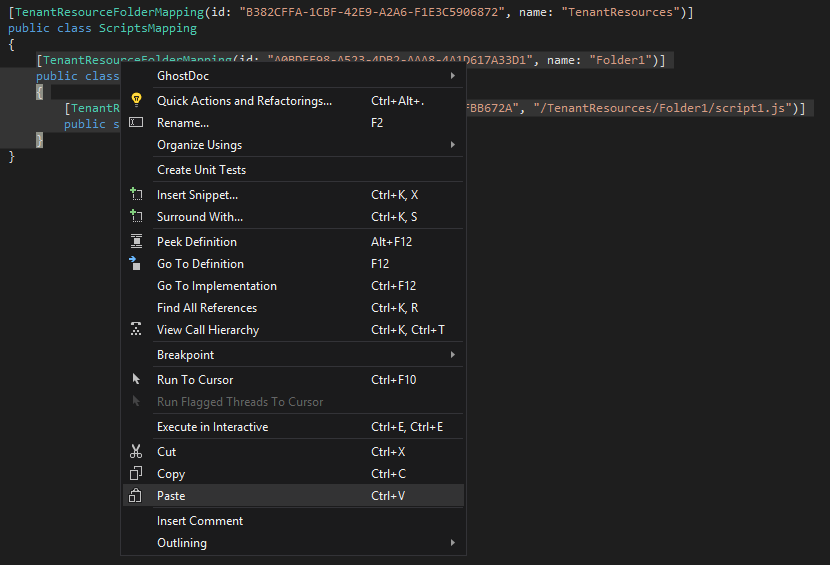 [TenantResourceFolderMapping(id: "B382CFFA-1CBF-42E9-A2A6-F1E3C5906872", name: "TenantResources")]
public class ScriptsMapping
{
[TenantResourceFolderMapping(id: "A0BDFF98-A523-4DB2-AAA8-4A1D617A33D1", name: "Folder1")]
public class
{
[TenantR FBB672A", "/TenantResources/Folder1/script1.js")]
public s
}
}
GhostDoc
Quick Actions and Refactorings... Ctrl+Alt+.
Rename... F2
Organize Usings
Create Unit Tests
Insert Snippet... Ctrl+K, X
Surround With... Ctrl+K, S
Peek Definition Alt+F12
Go To Definition F12
Go To Implementation Ctrl+F12
Find All References Ctrl+K, R
View Call Hierarchy Ctrl+K, Ctrl+T
Breakpoint
Run To Cursor Ctrl+F10
Run Flagged Threads To Cursor
Execute in Interactive Ctrl+E, Ctrl+E
Cut Ctrl+X
Copy Ctrl+C
Paste Ctrl+V
Insert Comment
Outlining